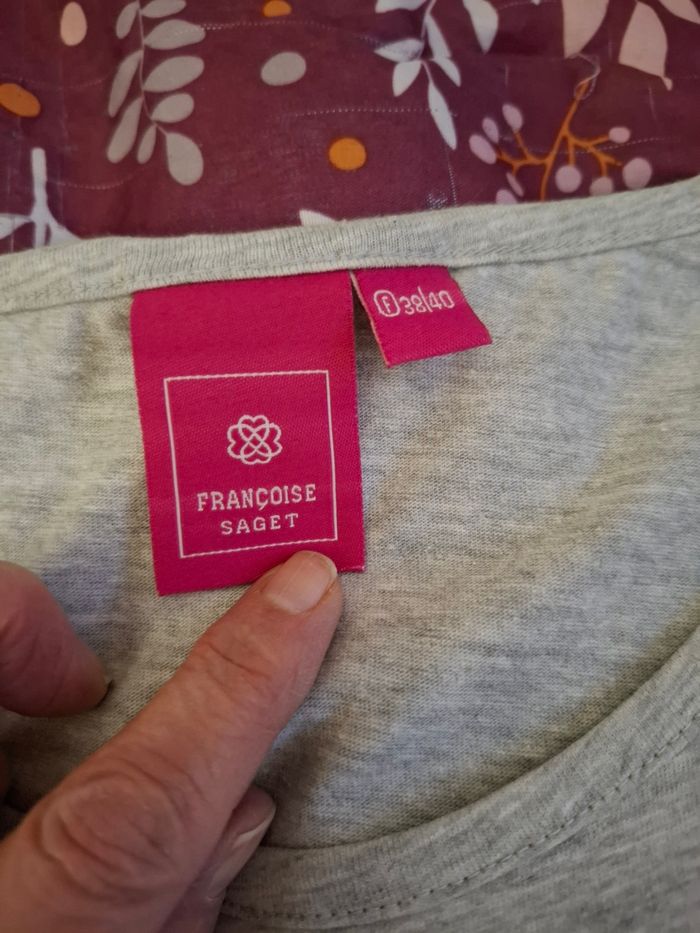 FRANÇOISE
SAGET
F 38/40